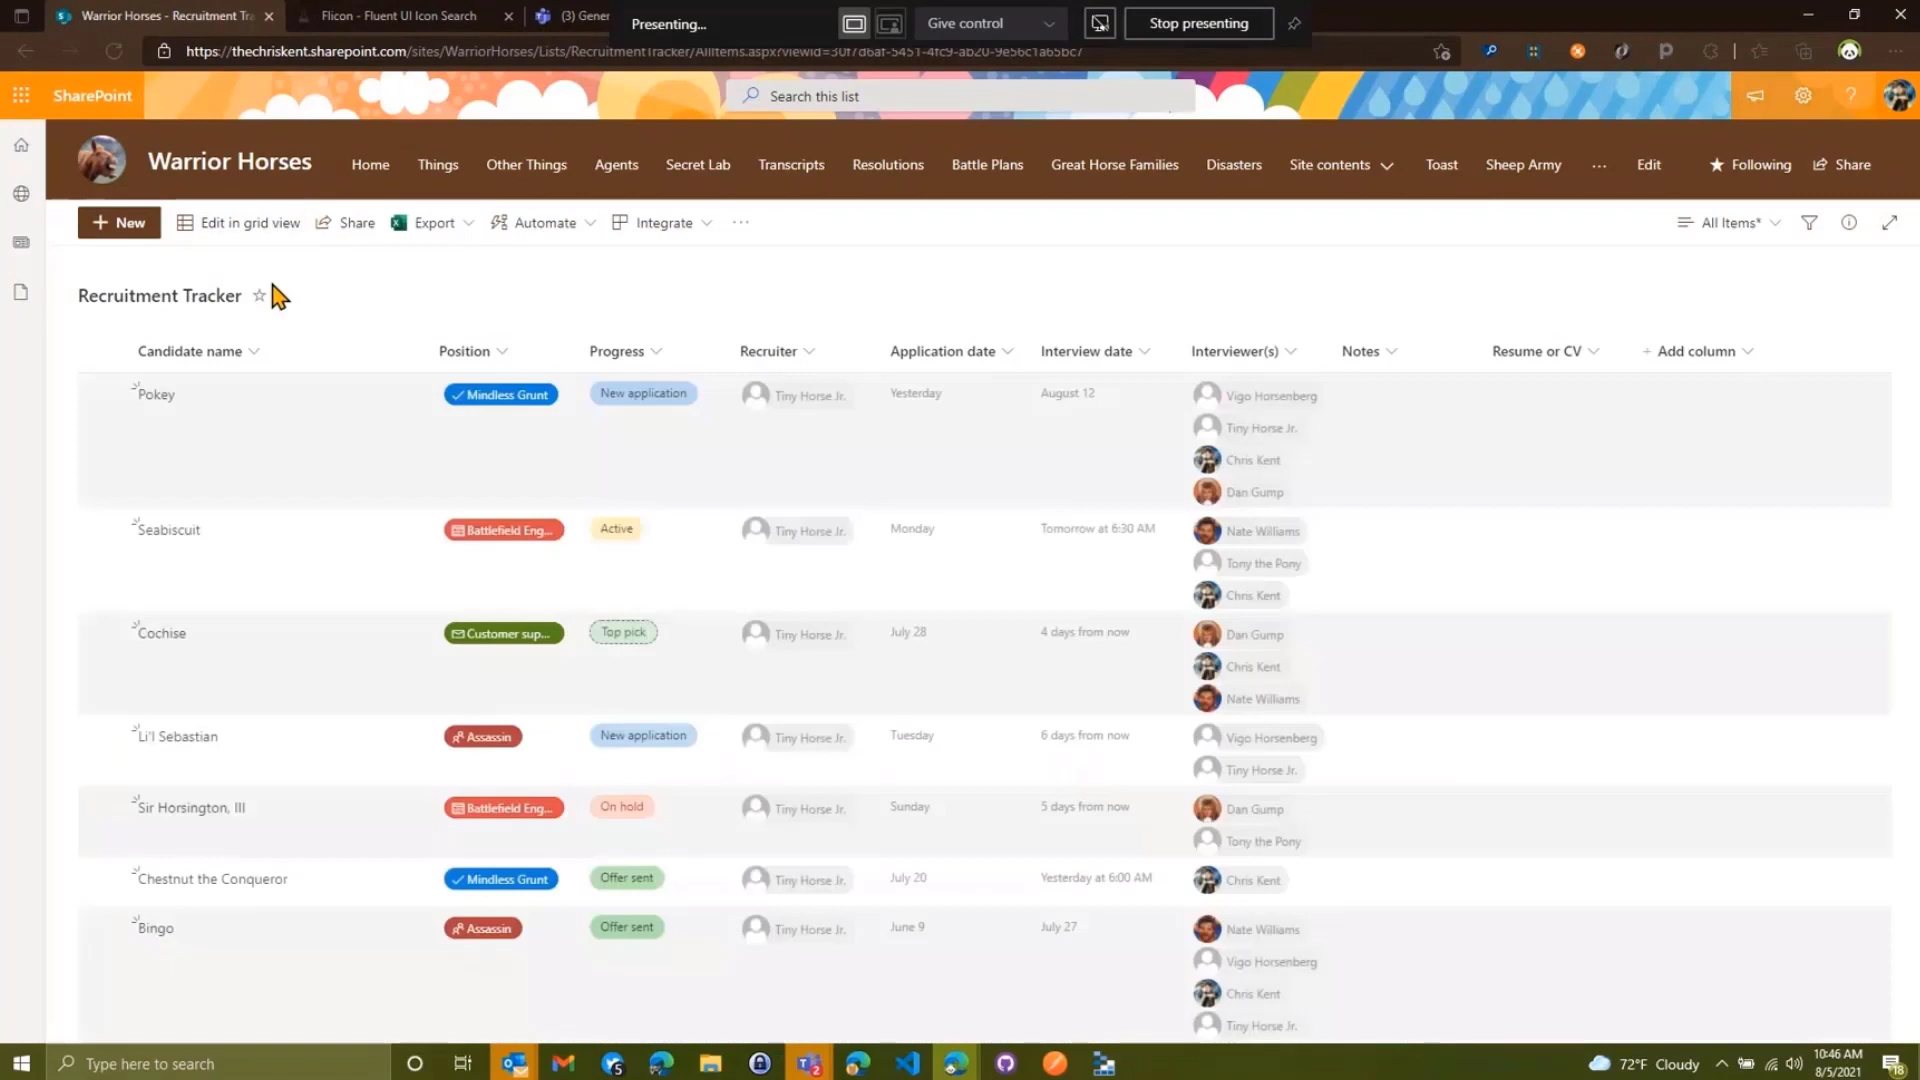 Warrior Horses - Recruitment Tra
Flicon - Fluent UI Icon Search
(3) Gener
Presenting...
Give control
Stop presenting
https://thechriskent.sharepoint.com/sites/WarriorHorses/Lists/RecruitmentTracker/AllItems.aspx?viewid=30f7d6af-5451-4fc9-ab20-9e56c1a65bc7
SharePoint
Search this list
Warrior Horses
Home Things Other Things Agents Secret Lab Transcripts Resolutions Battle Plans Great Horse Families Disasters Site contents Toast Sheep Army ... Edit
Following Share
+ New Edit in grid view Share Export Automate Integrate ...
All Items*
Recruitment Tracker
Candidate name Position Progress Recruiter Application date Interview date Interviewer(s) Notes Resume or CV + Add column
Pokey Mindless Grunt New application Tiny Horse Jr. Yesterday August 12 Vigo Horsenberg
Tiny Horse Jr.
Chris Kent
Dan Gump
Seabiscuit Battlefield Eng... Active Tiny Horse Jr. Monday Tomorrow at 6:30 AM Nate Williams
Tony the Pony
Chris Kent
Cochise Customer sup... Top pick Tiny Horse Jr. July 28 4 days from now Dan Gump
Chris Kent
Nate Williams
Li'l Sebastian Assassin New application Tiny Horse Jr. Tuesday 6 days from now Vigo Horsenberg
Tiny Horse Jr.
Sir Horsington, III Battlefield Eng... On hold Tiny Horse Jr. Sunday 5 days from now Dan Gump
Tony the Pony
Chestnut the Conqueror Mindless Grunt Offer sent Tiny Horse Jr. July 20 Yesterday at 6:00 AM Chris Kent
Bingo Assassin Offer sent Tiny Horse Jr. June 9 July 27 Nate Williams
Vigo Horsenberg
Chris Kent
Tiny Horse Jr.
Type here to search
72°F Cloudy
10:46 AM
8/5/2021
18